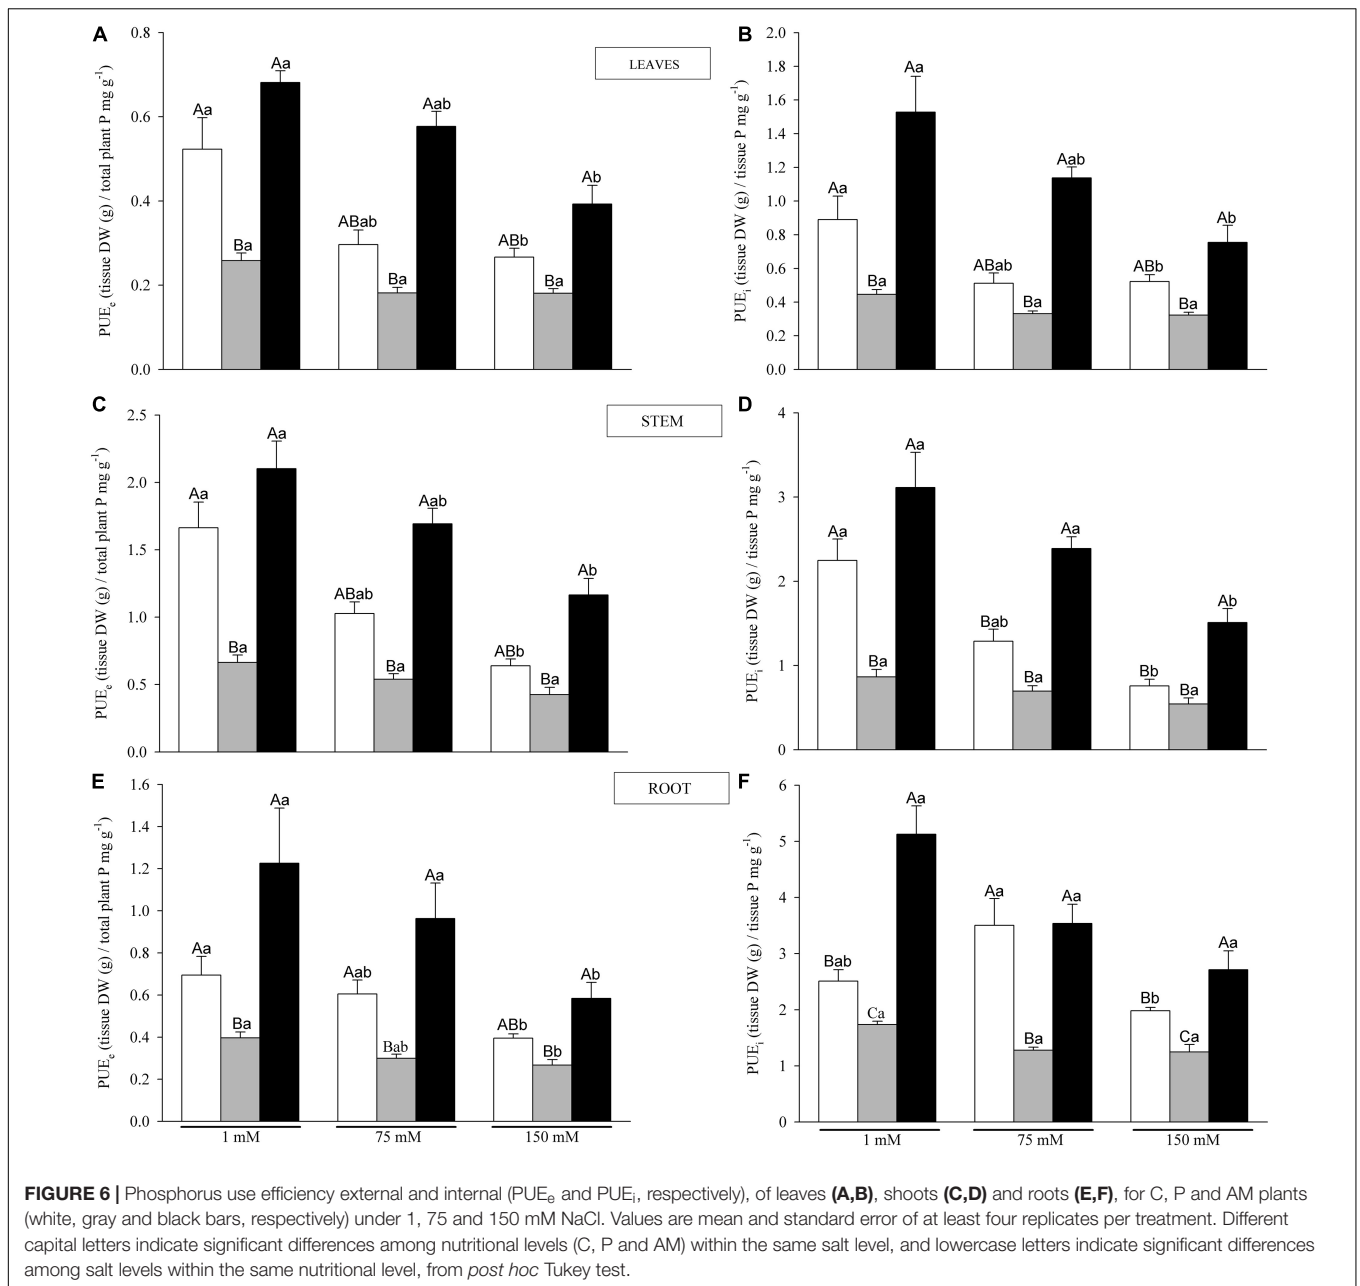 A
LEAVES
PUEe (tissue DW (g) / total plant P mg g-1)
0.8
0.6
0.4
0.2
0.0
Aa Ba Aa
ABab Ba Aab
ABb Ba Ab
B
PUEi (tissue DW (g) / tissue P mg g-1)
2.0
1.8
1.6
1.4
1.2
1.0
0.8
0.6
0.4
0.2
0.0
Aa Ba Aa
ABab Ba Aab
ABb Ba Ab
C
STEM
PUEe (tissue DW (g) / total plant P mg g-1)
2.5
2.0
1.5
1.0
0.5
0.0
Aa Ba Aa
ABab Ba Aab
ABb Ba Ab
D
PUEi (tissue DW (g) / tissue P mg g-1)
4
3
2
1
0
Aa Ba Aa
Bab Ba Aa
Bb Ba Ab
E
ROOT
PUEe (tissue DW (g) / total plant P mg g-1)
1.6
1.4
1.2
1.0
0.8
0.6
0.4
0.2
0.0
Aa Ba Aa
Aab Bab Aa
ABb Bb Ab
1 mM 75 mM 150 mM
F
PUEi (tissue DW (g) / tissue P mg g-1)
6
5
4
3
2
1
0
Bab Ca Aa
Aa Ba Aa
Bb Ca Aa
1 mM 75 mM 150 mM
FIGURE 6 | Phosphorus use efficiency external and internal (PUEe and PUEi, respectively), of leaves (A,B), shoots (C,D) and roots (E,F), for C, P and AM plants
(white, gray and black bars, respectively) under 1, 75 and 150 mM NaCl. Values are mean and standard error of at least four replicates per treatment. Different
capital letters indicate significant differences among nutritional levels (C, P and AM) within the same salt level, and lowercase letters indicate significant differences
among salt levels within the same nutritional level, from post hoc Tukey test.